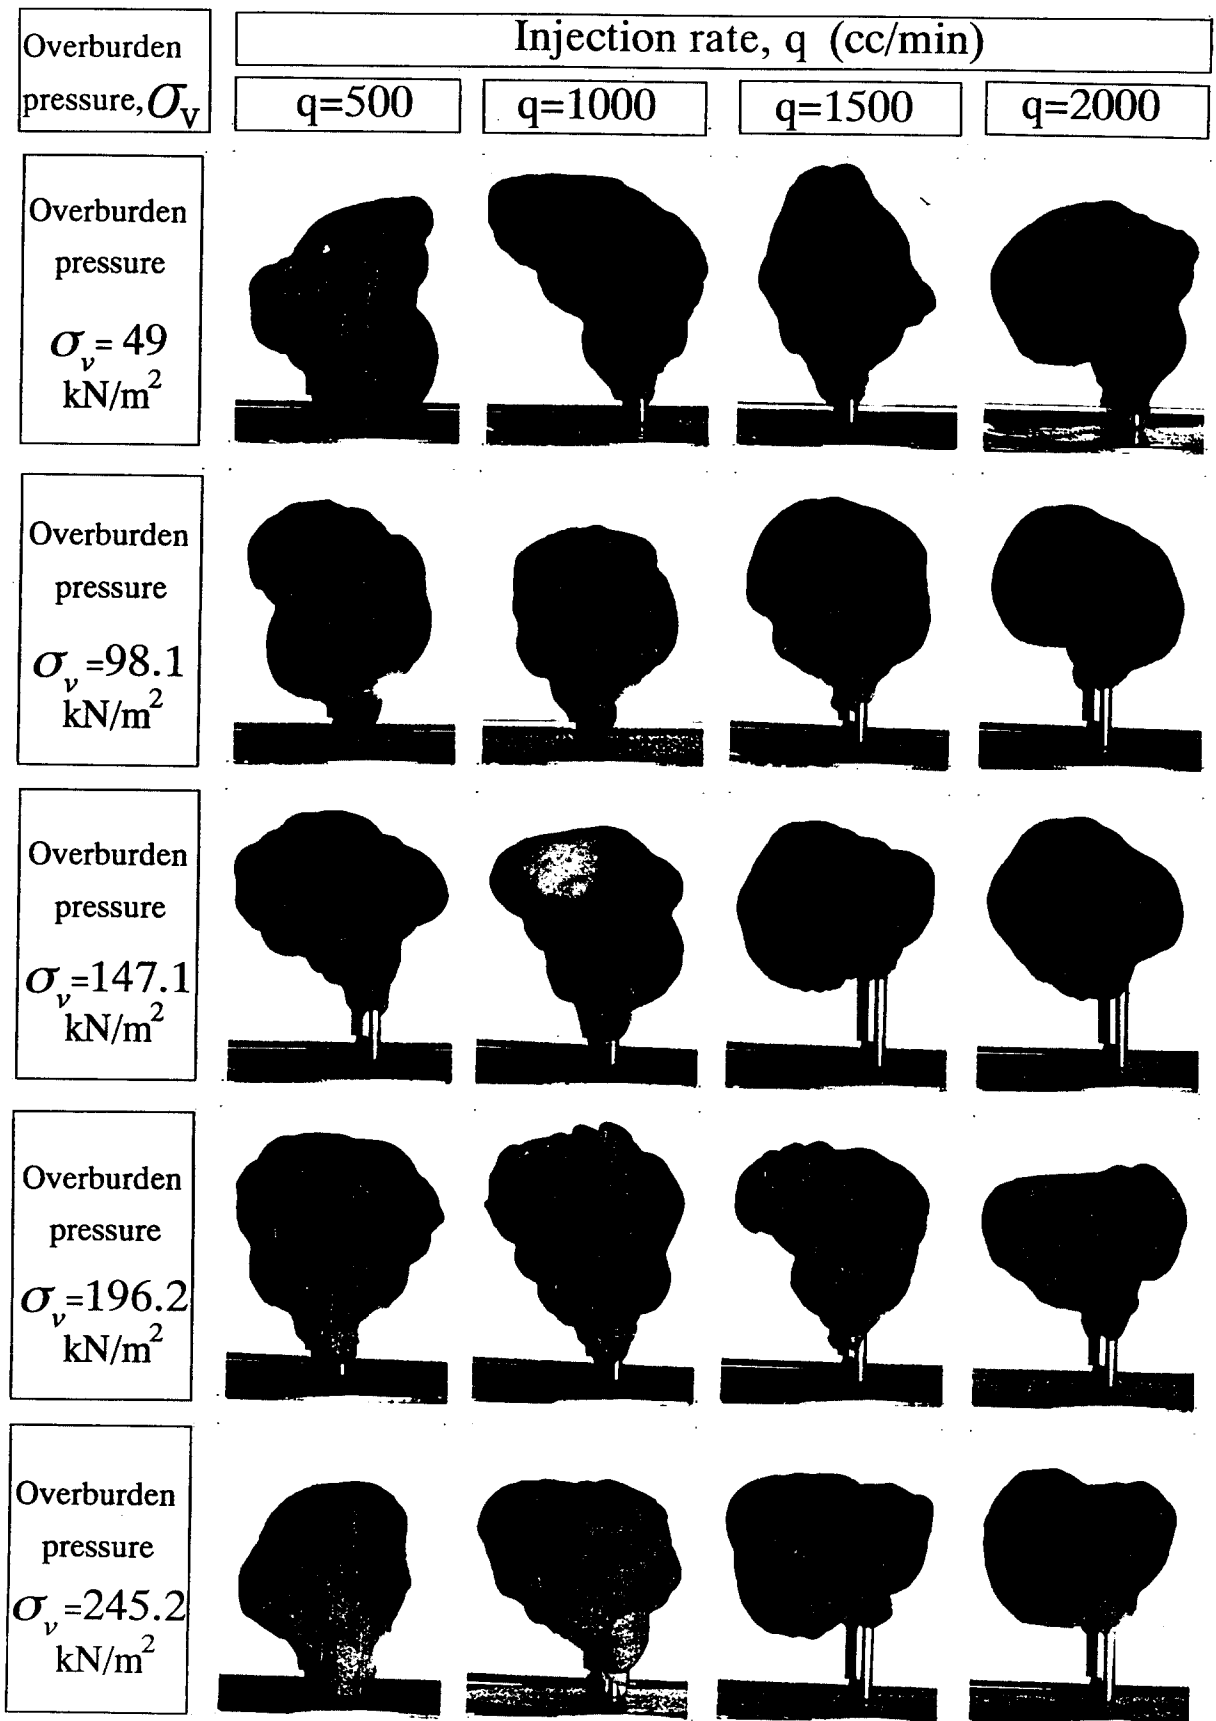 Overburden
pressure, σv
Injection rate, q (cc/min)
q=500
q=1000
q=1500
q=2000
Overburden
pressure
σv= 49
kN/m²
Overburden
pressure
σv=98.1
kN/m²
Overburden
pressure
σv=147.1
kN/m²
Overburden
pressure
σv=196.2
kN/m²
Overburden
pressure
σv=245.2
kN/m²